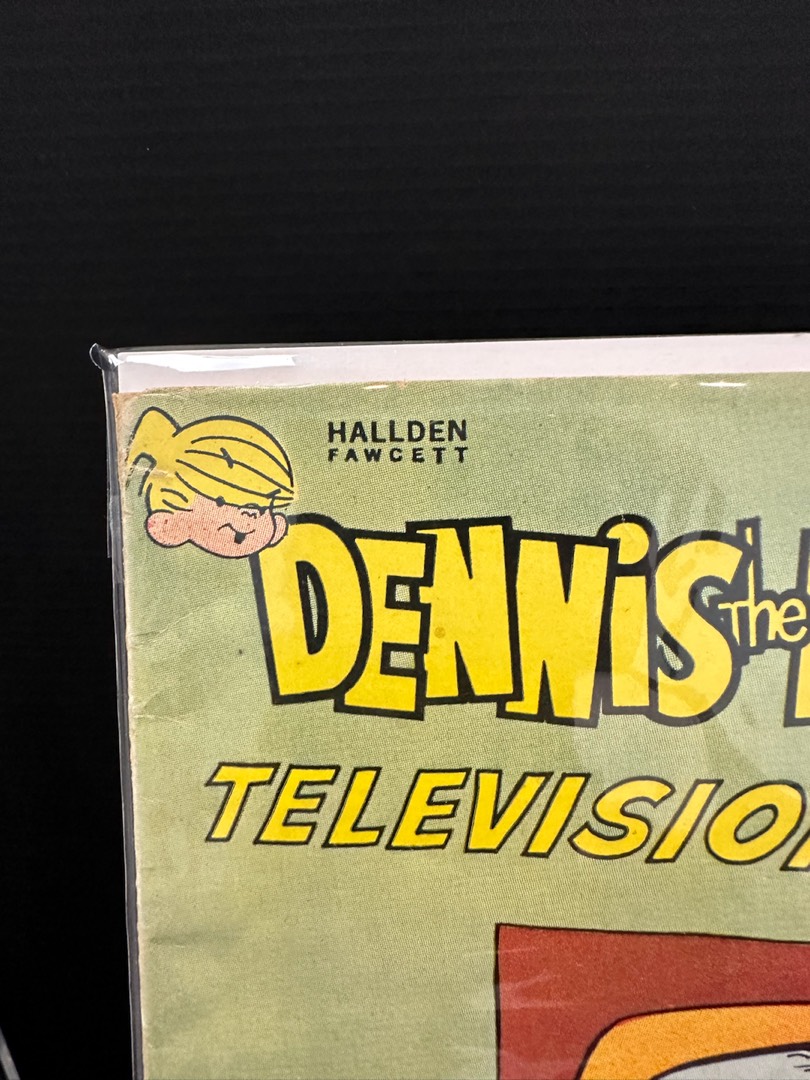 HALLDEN
FAWCETT
DENNiS the
TELEVISIO